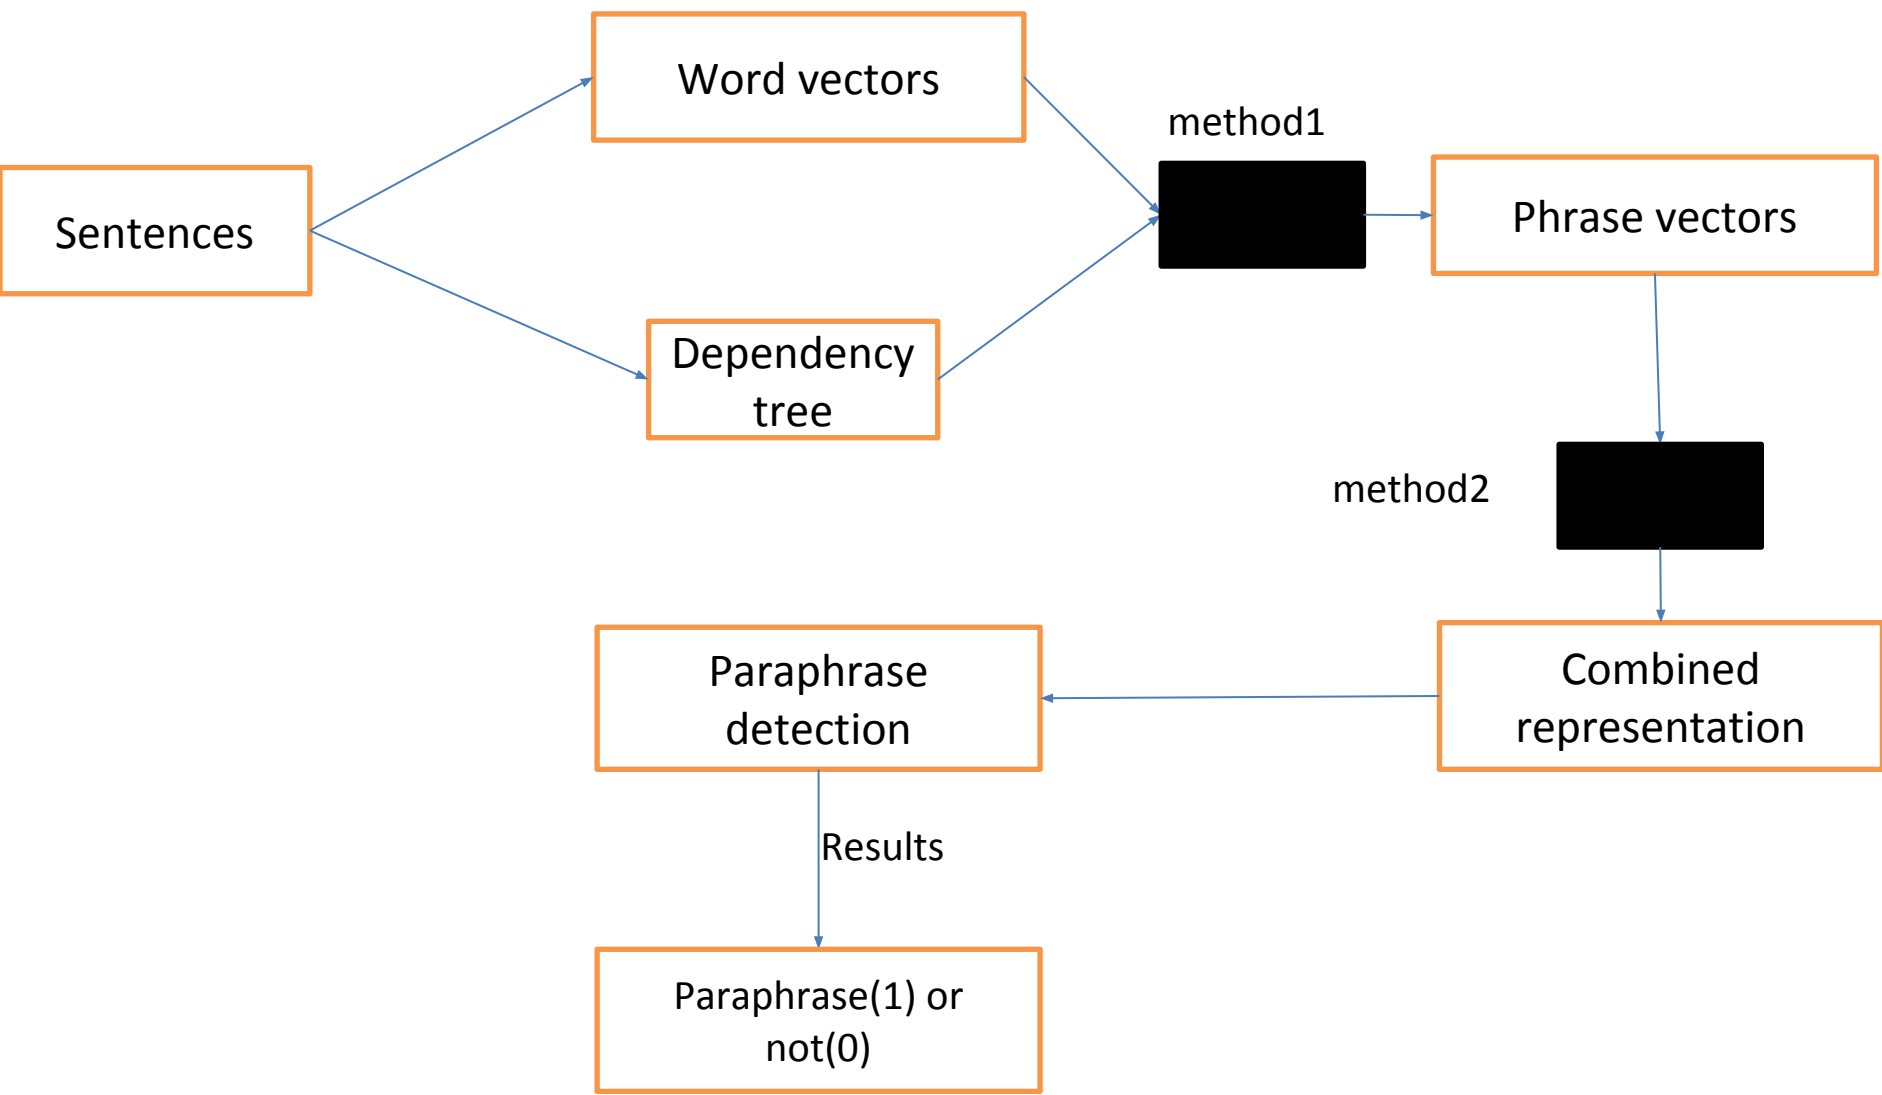 Word vectors
method1
Sentences
Phrase vectors
Dependency
tree
method2
Combined
representation
Paraphrase
detection
Results
Paraphrase(1) or
not(0)